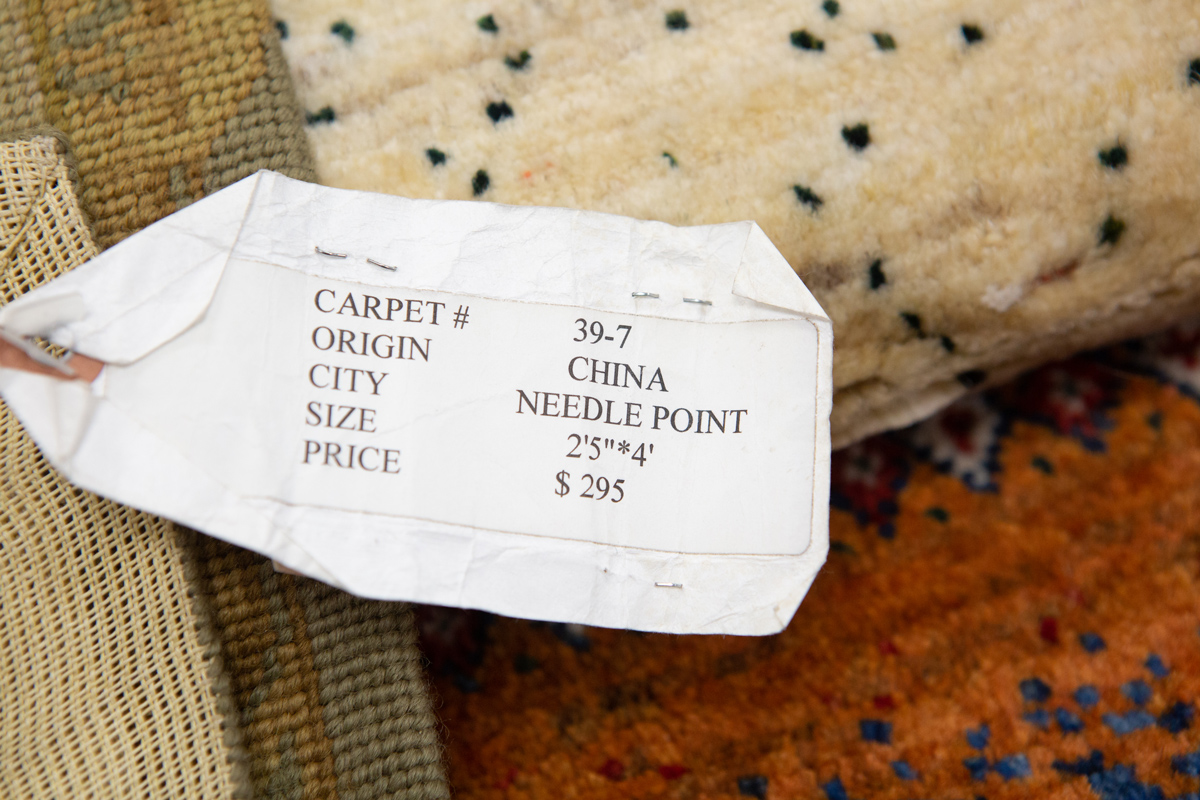 CARPET # 39-7
ORIGIN CHINA
CITY NEEDLE POINT
SIZE 2'5"*4'
PRICE $ 295